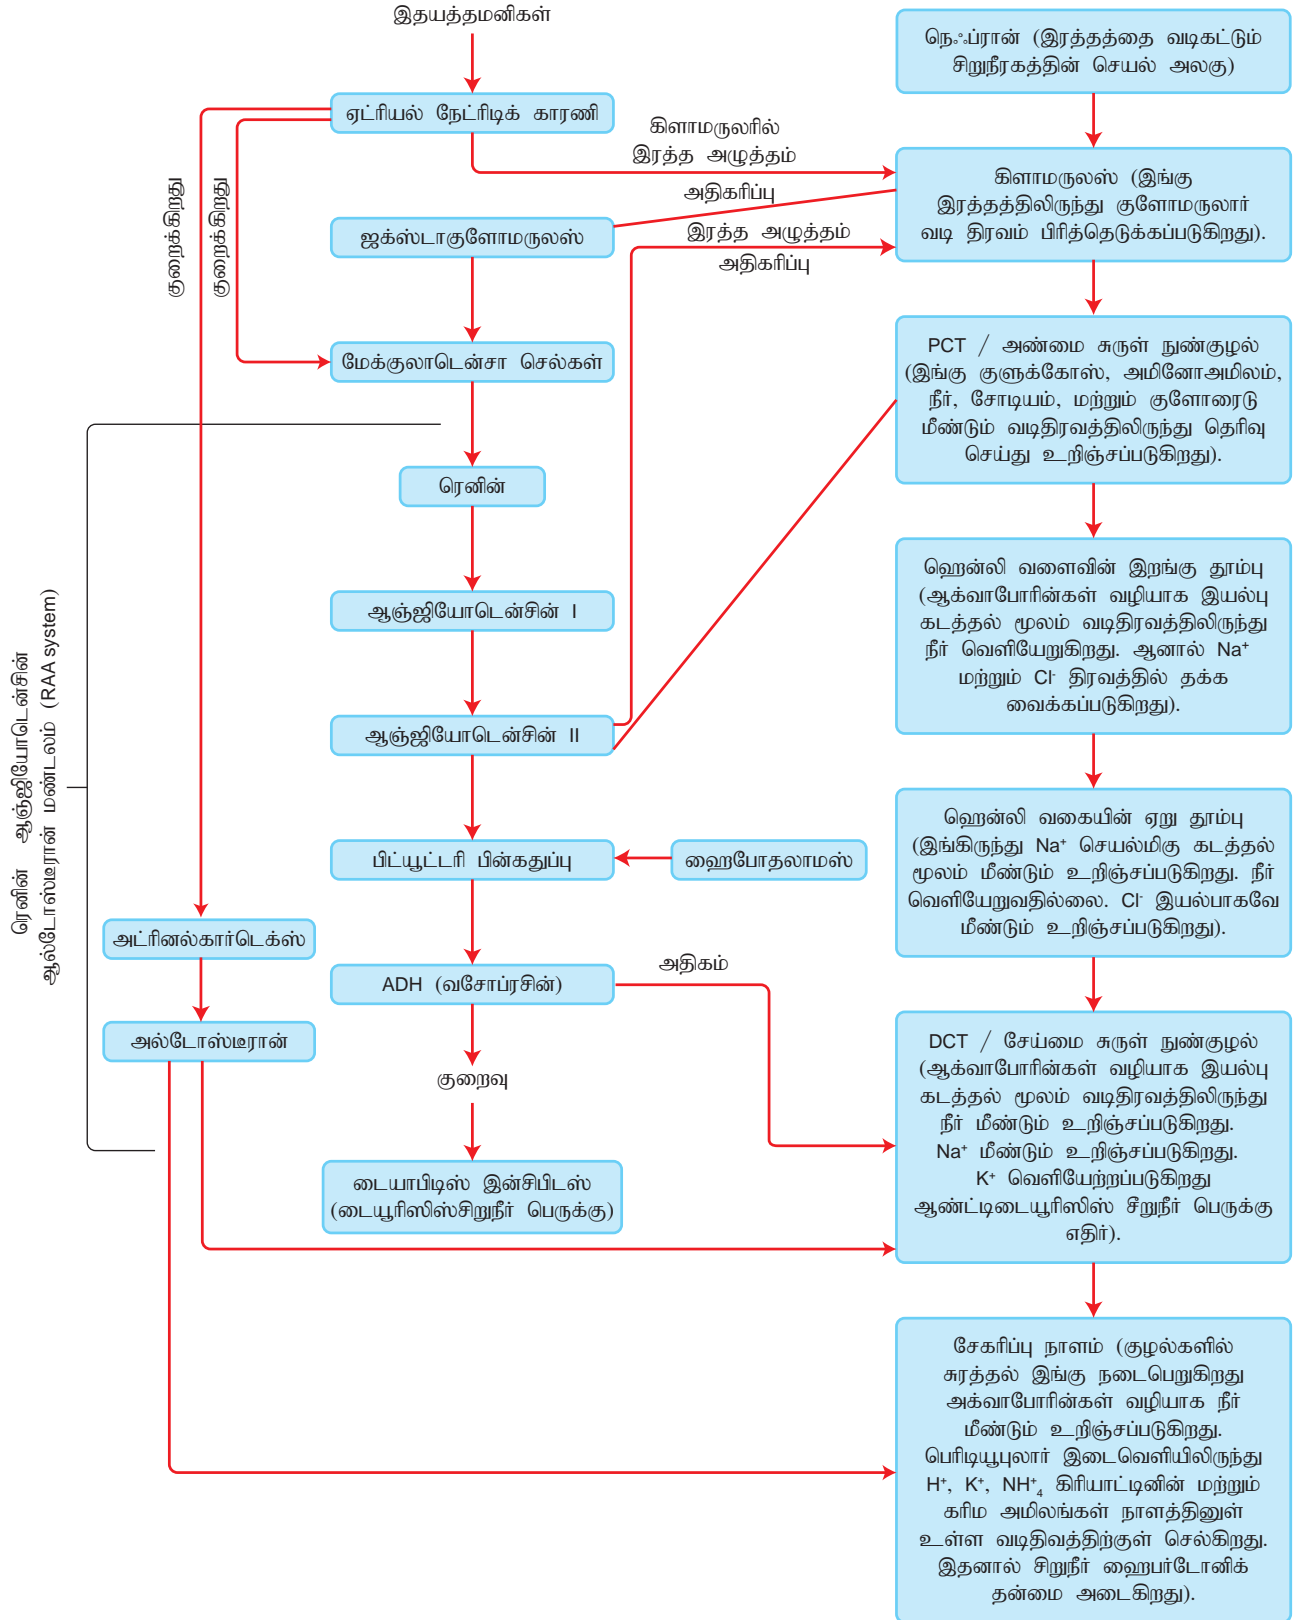 இதயத்தமனிகள்
ஏட்ரியல் நேட்ரிடிக் காரணி
குறைக்கிறது
குறைக்கிறது
கிளாமருலரில்
இரத்த அழுத்தம்
அதிகரிப்பு
ஜக்ஸ்டாகுளோமருலஸ்
இரத்த அழுத்தம்
அதிகரிப்பு
மேக்குலாடென்சா செல்கள்
ரெனின்
ஆஞ்ஜியோடென்சின் I
ஆஞ்ஜியோடென்சின் II
பிட்யூட்டரி பின்கதுப்பு
ஹைபோதலாமஸ்
ADH (வசோப்ரசின்)
அதிகம்
குறைவு
டையாபிடிஸ் இன்சிபிடஸ்
(டையூரிஸிஸ்சிறுநீர் பெருக்கு)
ரெனின் ஆஞ்ஜியோடென்சின்
ஆல்டோஸ்டீரான் மண்டலம் (RAA system)
அட்ரினல்கார்டெக்ஸ்
அல்டோஸ்டீரான்
நெஃப்ரான் (இரத்தத்தை வடிகட்டும்
சிறுநீரகத்தின் செயல் அலகு)
கிளாமருலஸ் (இங்கு
இரத்தத்திலிருந்து குளோமருலார்
வடி திரவம் பிரித்தெடுக்கப்படுகிறது).
PCT / அண்மை சுருள் நுண்குழல்
(இங்கு குளுக்கோஸ், அமினோஅமிலம்,
நீர், சோடியம், மற்றும் குளோரைடு
மீண்டும் வடிதிரவத்திலிருந்து தெரிவு
செய்து உறிஞ்சப்படுகிறது).
ஹென்லி வளைவின் இறங்கு தூம்பு
(ஆக்வாபோரின்கள் வழியாக இயல்பு
கடத்தல் மூலம் வடிதிரவத்திலிருந்து
நீர் வெளியேறுகிறது. ஆனால் Na⁺
மற்றும் Cl⁻ திரவத்தில் தக்க
வைக்கப்படுகிறது).
ஹென்லி வகையின் ஏறு தூம்பு
(இங்கிருந்து Na⁺ செயல்மிகு கடத்தல்
மூலம் மீண்டும் உறிஞ்சப்படுகிறது. நீர்
வெளியேறுவதில்லை. Cl⁻ இயல்பாகவே
மீண்டும் உறிஞ்சப்படுகிறது).
DCT / சேய்மை சுருள் நுண்குழல்
(ஆக்வாபோரின்கள் வழியாக இயல்பு
கடத்தல் மூலம் வடிதிரவத்திலிருந்து
நீர் மீண்டும் உறிஞ்சப்படுகிறது.
Na⁺ மீண்டும் உறிஞ்சப்படுகிறது.
K⁺ வெளியேற்றப்படுகிறது
ஆண்ட்டிடையூரிஸிஸ் சீறுநீர் பெருக்கு
எதிர்).
சேகரிப்பு நாளம் (குழல்களில்
சுரத்தல் இங்கு நடைபெறுகிறது
அக்வாபோரின்கள் வழியாக நீர்
மீண்டும் உறிஞ்சப்படுகிறது.
பெரிடியூபுலார் இடைவெளியிலிருந்து
H⁺, K⁺, NH⁺₄ கிரியாட்டினின் மற்றும்
கரிம அமிலங்கள் நாளத்தினுள்
உள்ள வடிதிவத்திற்குள் செல்கிறது.
இதனால் சிறுநீர் ஹைபர்டோனிக்
தன்மை அடைகிறது).